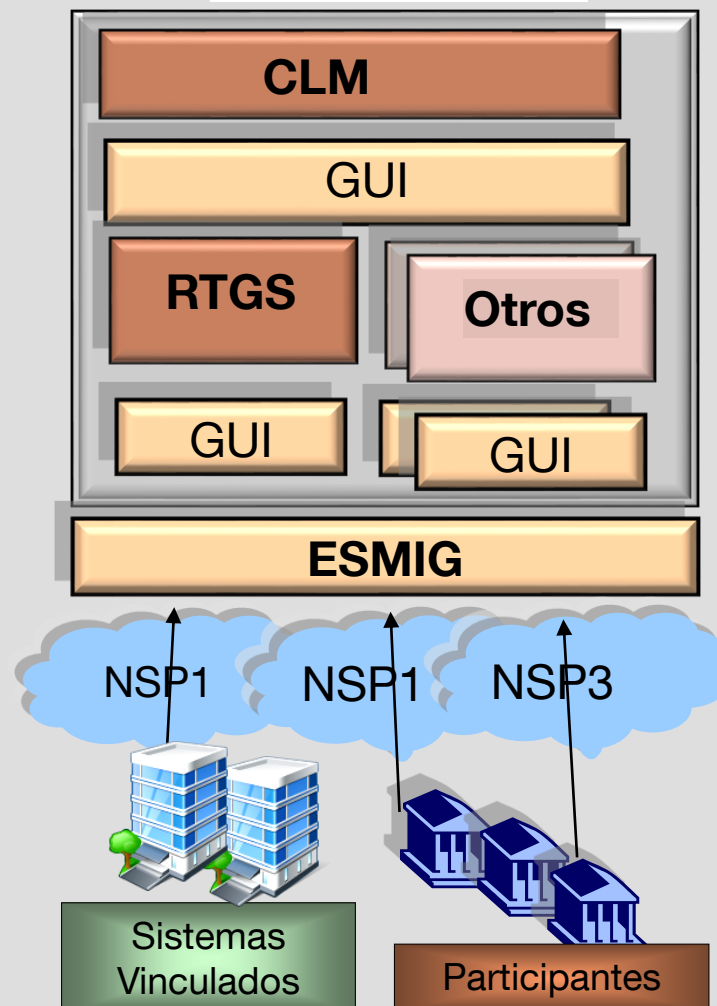 CLM
GUI
RTGS
Otros
GUI
GUI
ESMIG
NSP1
NSP1
NSP3
Sistemas
Vinculados
Participantes